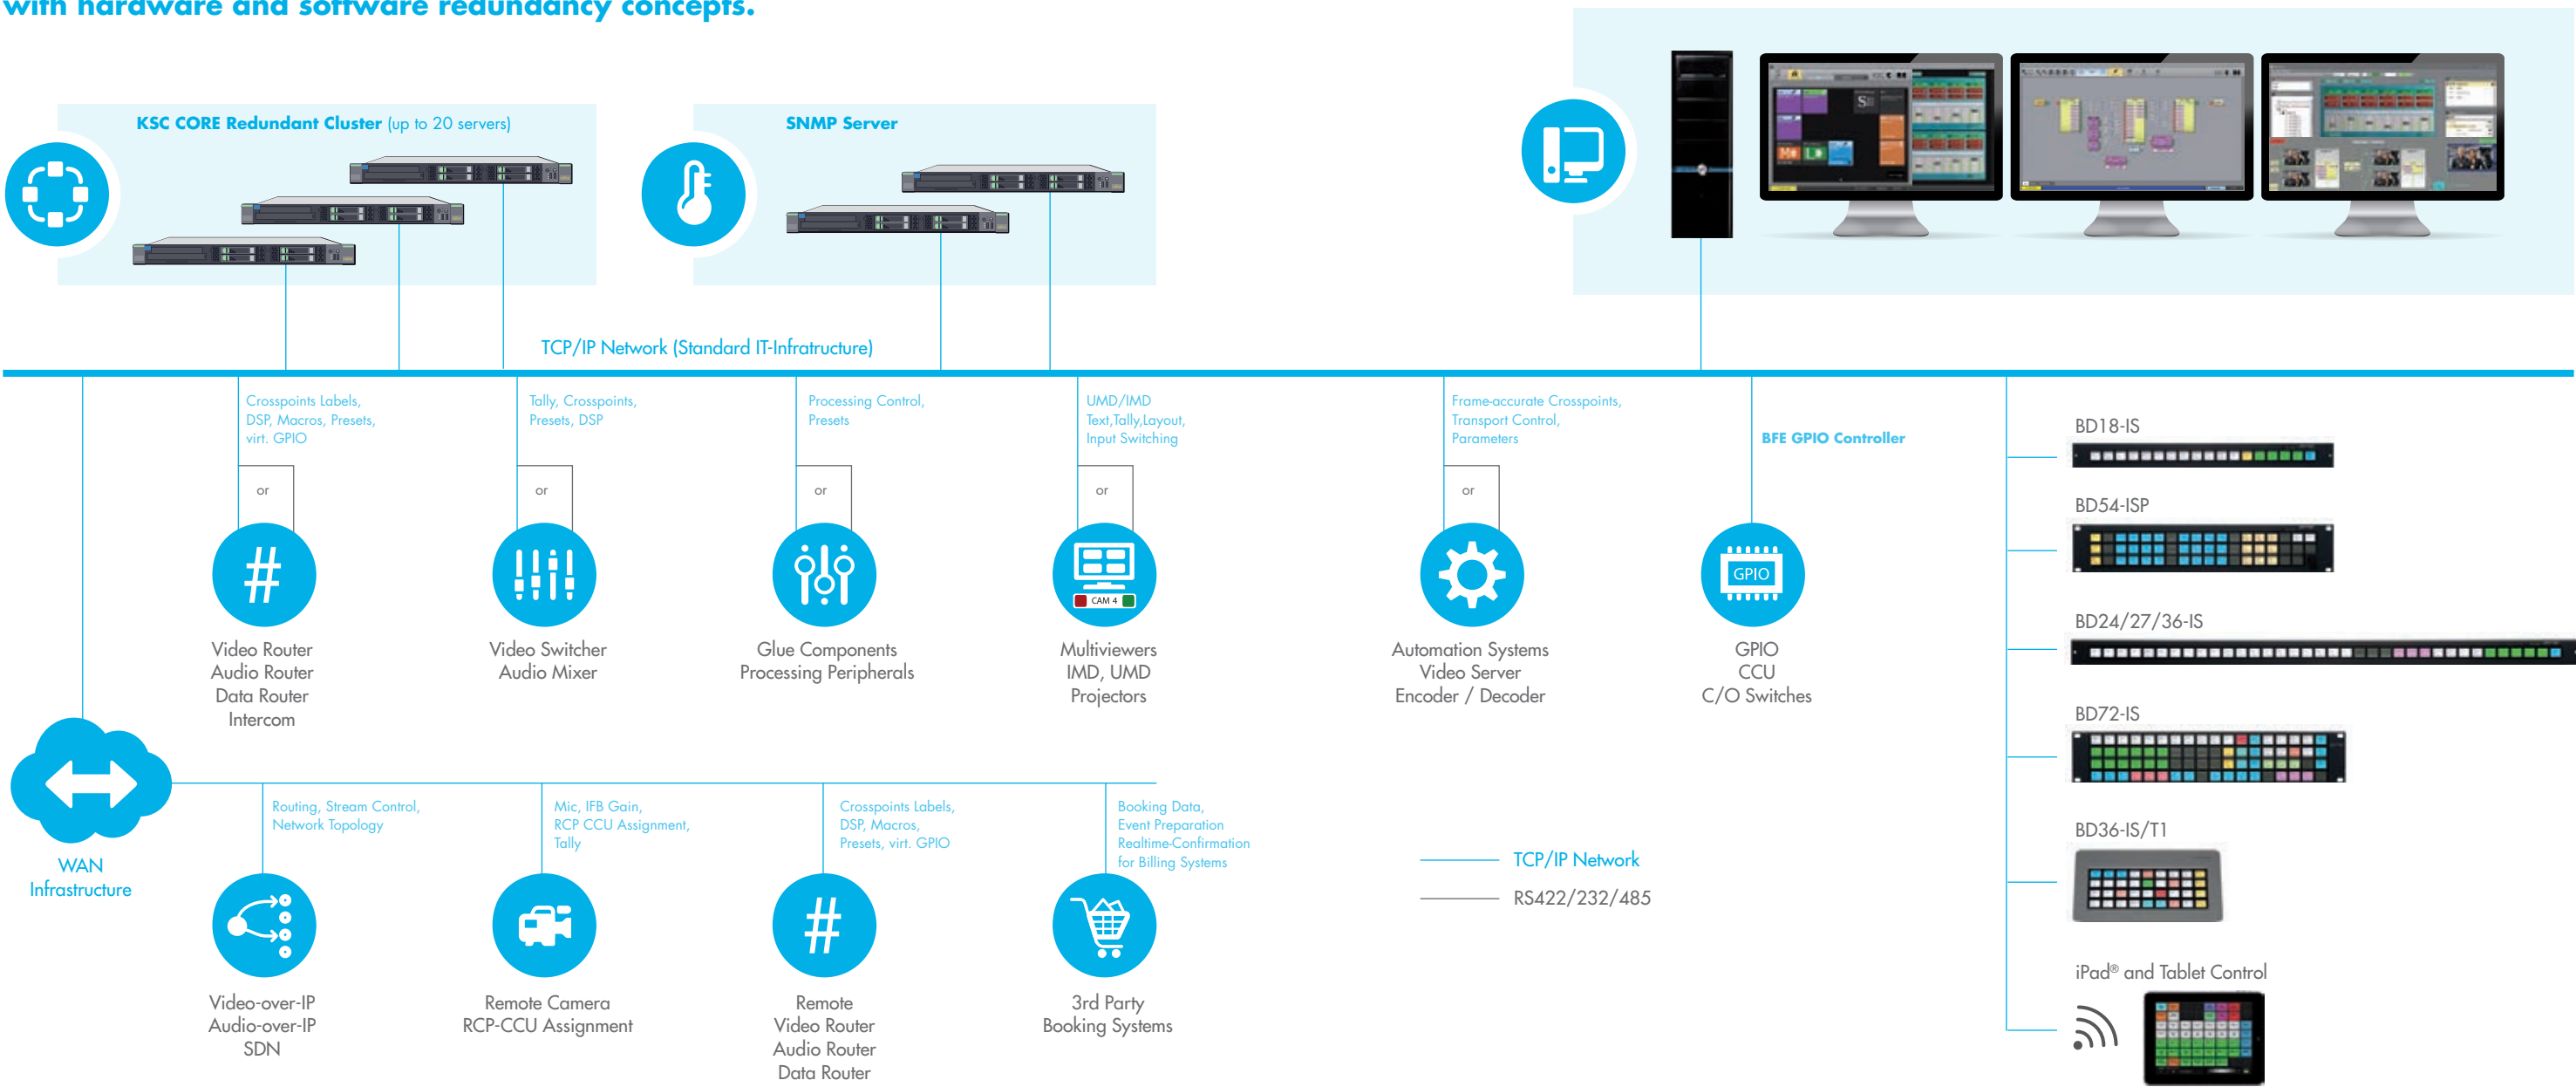 with hardware and software redundancy concepts.
KSC CORE Redundant Cluster (up to 20 servers)
SNMP Server
TCP/IP Network (Standard IT-Infratructure)
Crosspoints Labels,
DSP, Macros, Presets,
virt. GPIO
or
Video Router
Audio Router
Data Router
Intercom
Tally, Crosspoints,
Presets, DSP
or
Video Switcher
Audio Mixer
Processing Control,
Presets
or
Glue Components
Processing Peripherals
UMD/IMD
Text,Tally,Layout,
Input Switching
or
CAM 4
Multiviewers
IMD, UMD
Projectors
Frame-accurate Crosspoints,
Transport Control,
Parameters
or
Automation Systems
Video Server
Encoder / Decoder
BFE GPIO Controller
GPIO
GPIO
CCU
C/O Switches
BD18-IS
BD54-ISP
BD24/27/36-IS
BD72-IS
BD36-IS/T1
iPad® and Tablet Control
WAN
Infrastructure
Routing, Stream Control,
Network Topology
Video-over-IP
Audio-over-IP
SDN
Mic, IFB Gain,
RCP CCU Assignment,
Tally
Remote Camera
RCP-CCU Assignment
Crosspoints Labels,
DSP, Macros,
Presets, virt. GPIO
Remote
Video Router
Audio Router
Data Router
Booking Data,
Event Preparation
Realtime-Confirmation
for Billing Systems
3rd Party
Booking Systems
TCP/IP Network
RS422/232/485